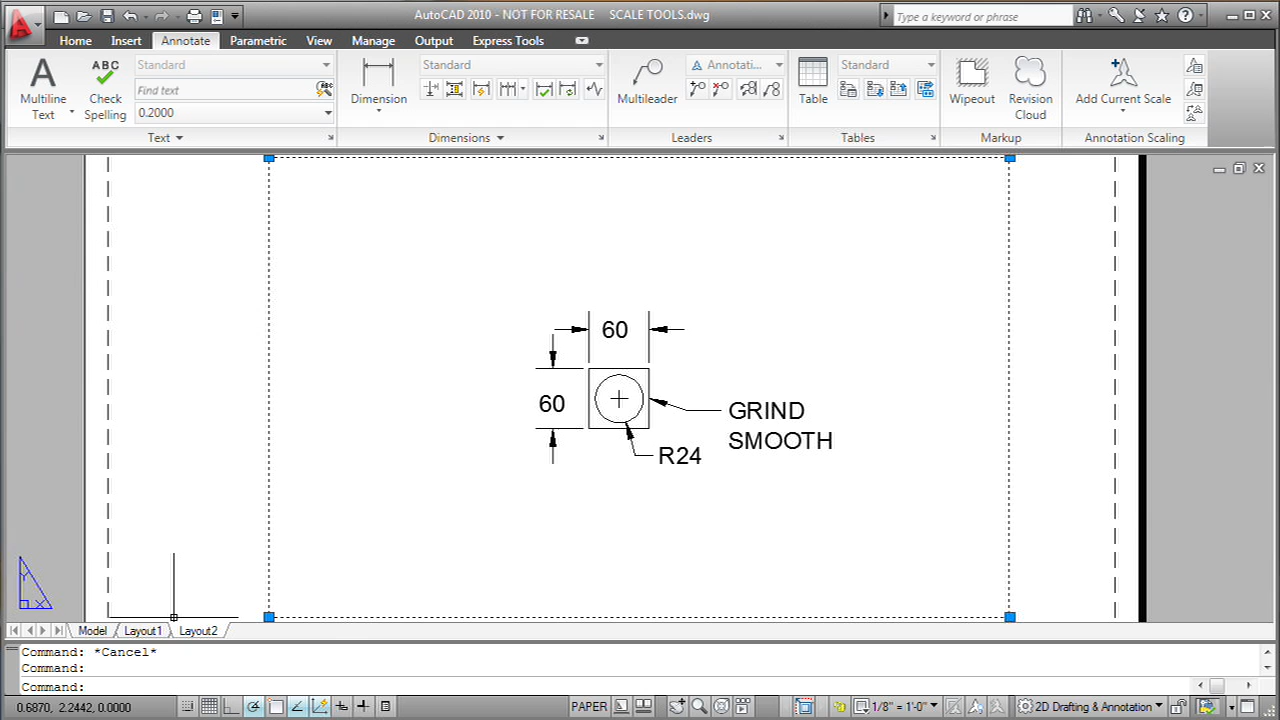 AutoCAD 2010 - NOT FOR RESALE SCALE TOOLS.dwg
Type a keyword or phrase
Home Insert Annotate Parametric View Manage Output Express Tools
Multiline Text
ABC
Check Spelling
Standard
Find text
0.2000
Text
Dimension
Standard
Dimensions
Multileader
Annotati...
Leaders
Table
Standard
Tables
Wipeout
Revision Cloud
Markup
Add Current Scale
Annotation Scaling
60
60
GRIND
SMOOTH
R24
Model Layout1 Layout2
Command: *Cancel*
Command:
Command:
0.6870, 2.2442, 0.0000
PAPER
1/8" = 1'-0"
2D Drafting & Annotation